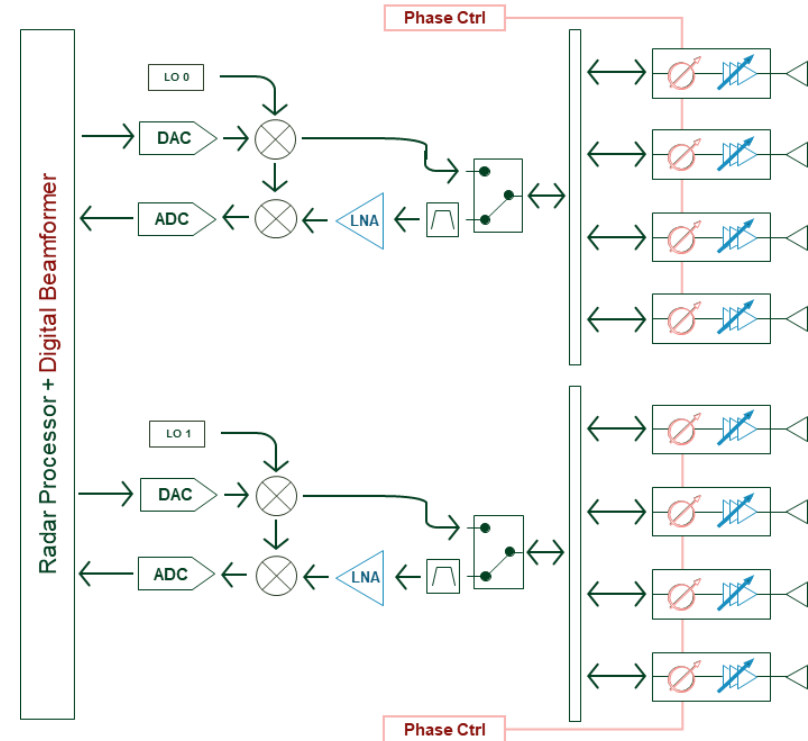 Phase Ctrl
LO 0
DAC
ADC
LNA
Radar Processor + Digital Beamformer
LO 1
DAC
ADC
LNA
Phase Ctrl